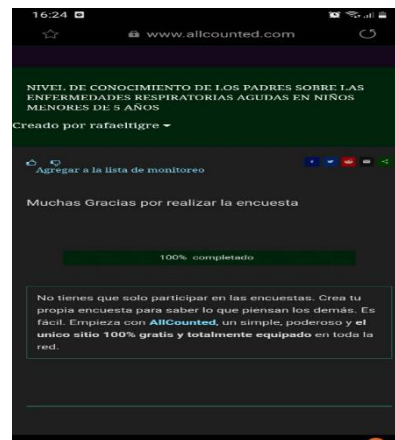 16:24
www.allcounted.com
NIVEL DE CONOCIMIENTO DE LOS PADRES SOBRE LAS
ENFERMEDADES RESPIRATORIAS AGUDAS EN NIÑOS
MENORES DE 5 AÑOS
Creado por rafaeltigre
Agregar a la lista de monitoreo
Muchas Gracias por realizar la encuesta
100% completado
No tienes que solo participar en las encuestas. Crea tu
propia encuesta para saber lo que piensan los demás. Es
fácil. Empieza con AllCounted, un simple, poderoso y el
unico sitio 100% gratis y totalmente equipado en toda la
red.